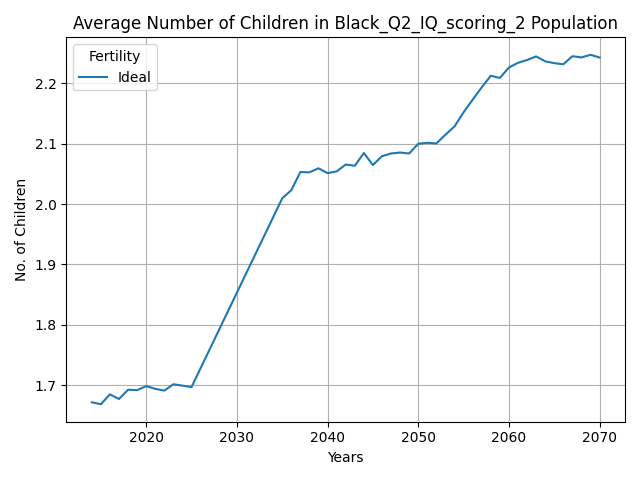 Average Number of Children in Black_Q2_IQ_scoring_2 Population
Fertility
Ideal
No. of Children
2.2
2.1
2.0
1.9
1.8
1.7
2020 2030 2040 2050 2060 2070
Years